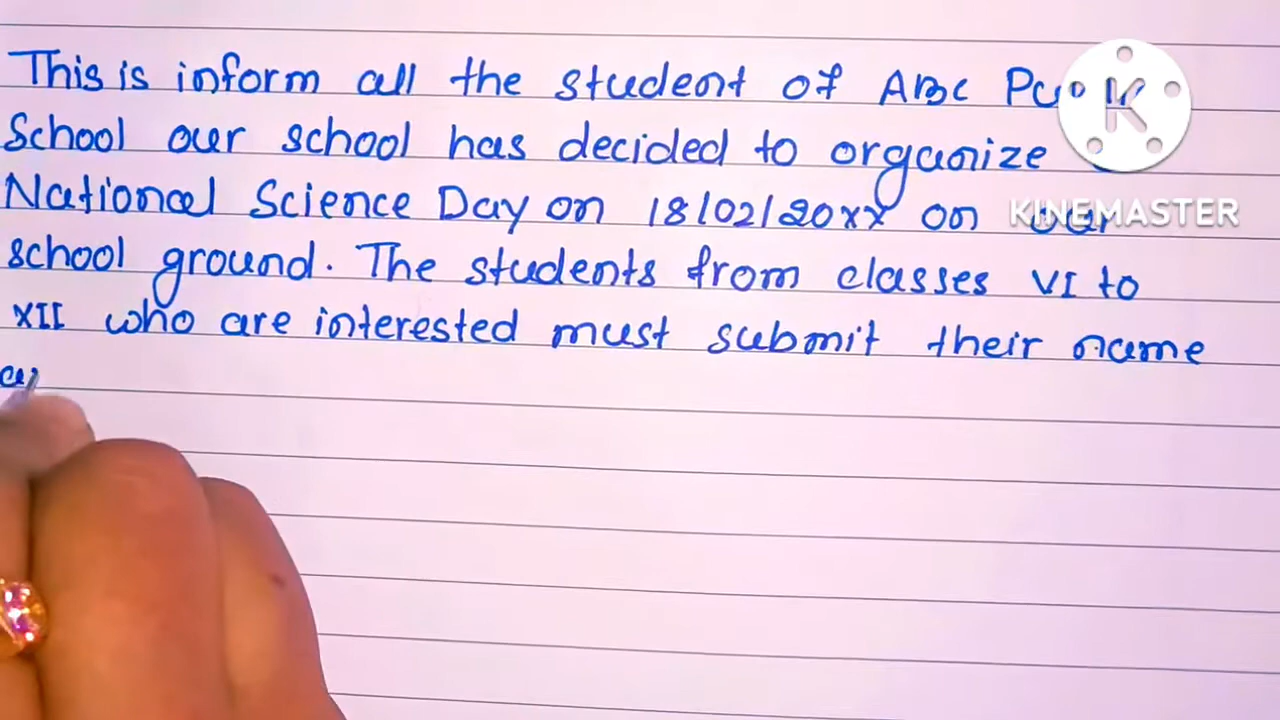 This is inform all the student of ABC
School our school has decided to organize
National Science Day on 18/02/20xx on our
school ground. The students from classes VI to
XII who are interested must submit their name
KINEMASTER